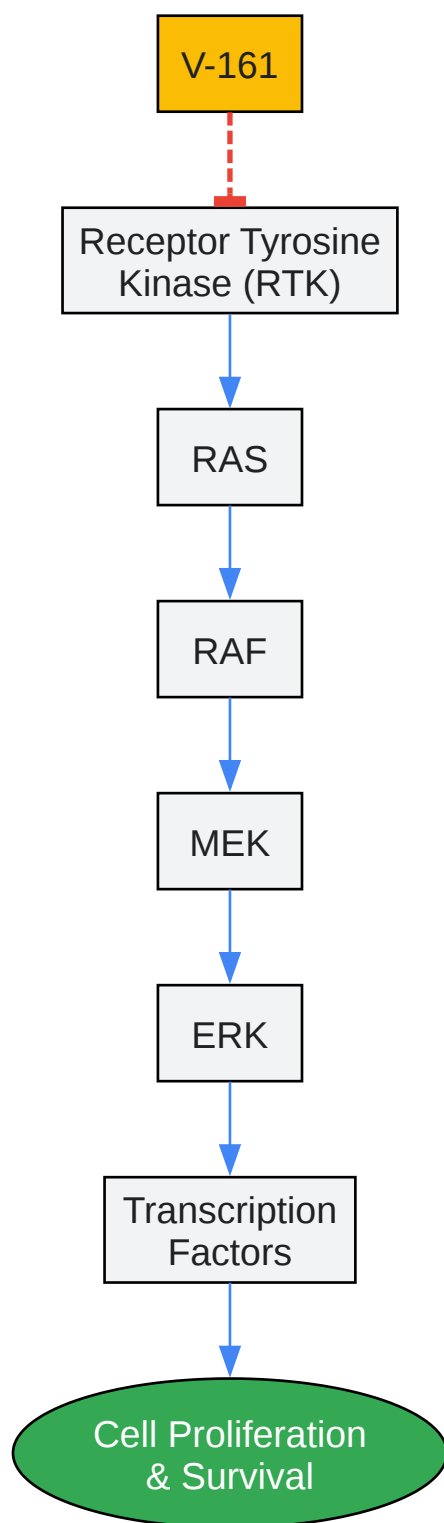 V-161
Receptor Tyrosine
Kinase (RTK)
RAS
RAF
MEK
ERK
Transcription
Factors
Cell Proliferation
& Survival